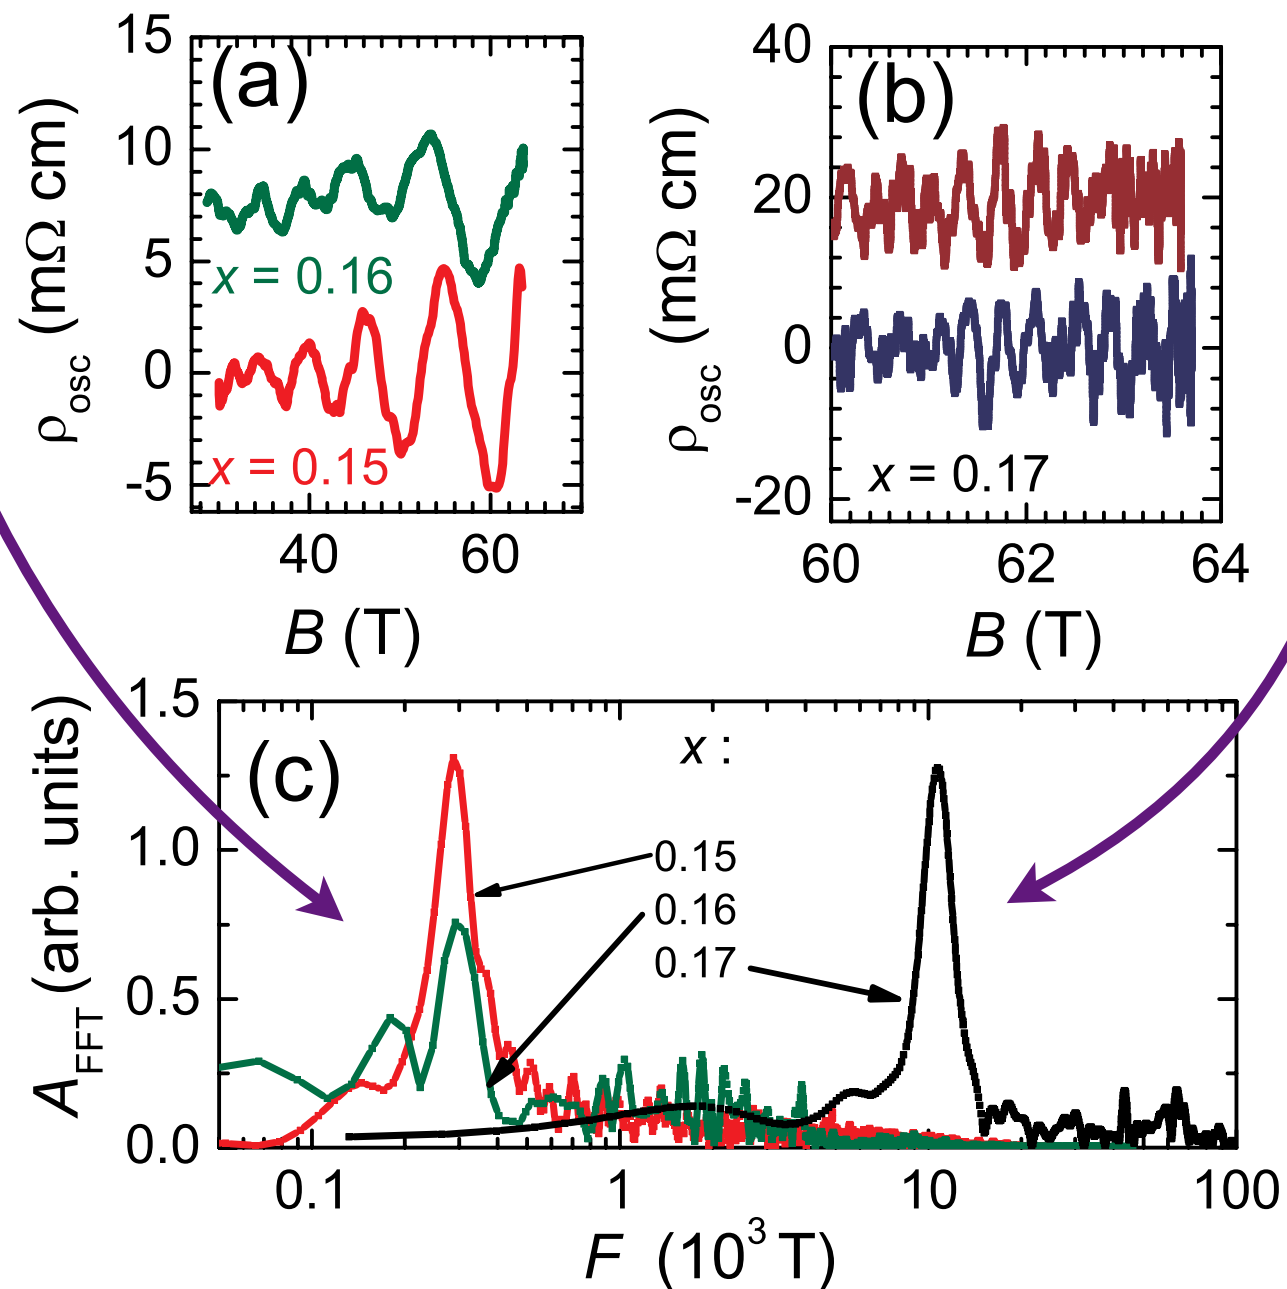 (a)
15
10
5
0
-5
ρosc (mΩ cm)
x = 0.16
x = 0.15
40 60
B (T)
(b)
40
20
0
-20
ρosc (mΩ cm)
x = 0.17
60 62 64
B (T)
(c)
1.5
1.0
0.5
0.0
AFFT (arb. units)
x :
0.15
0.16
0.17
0.1 1 10 100
F (10³ T)